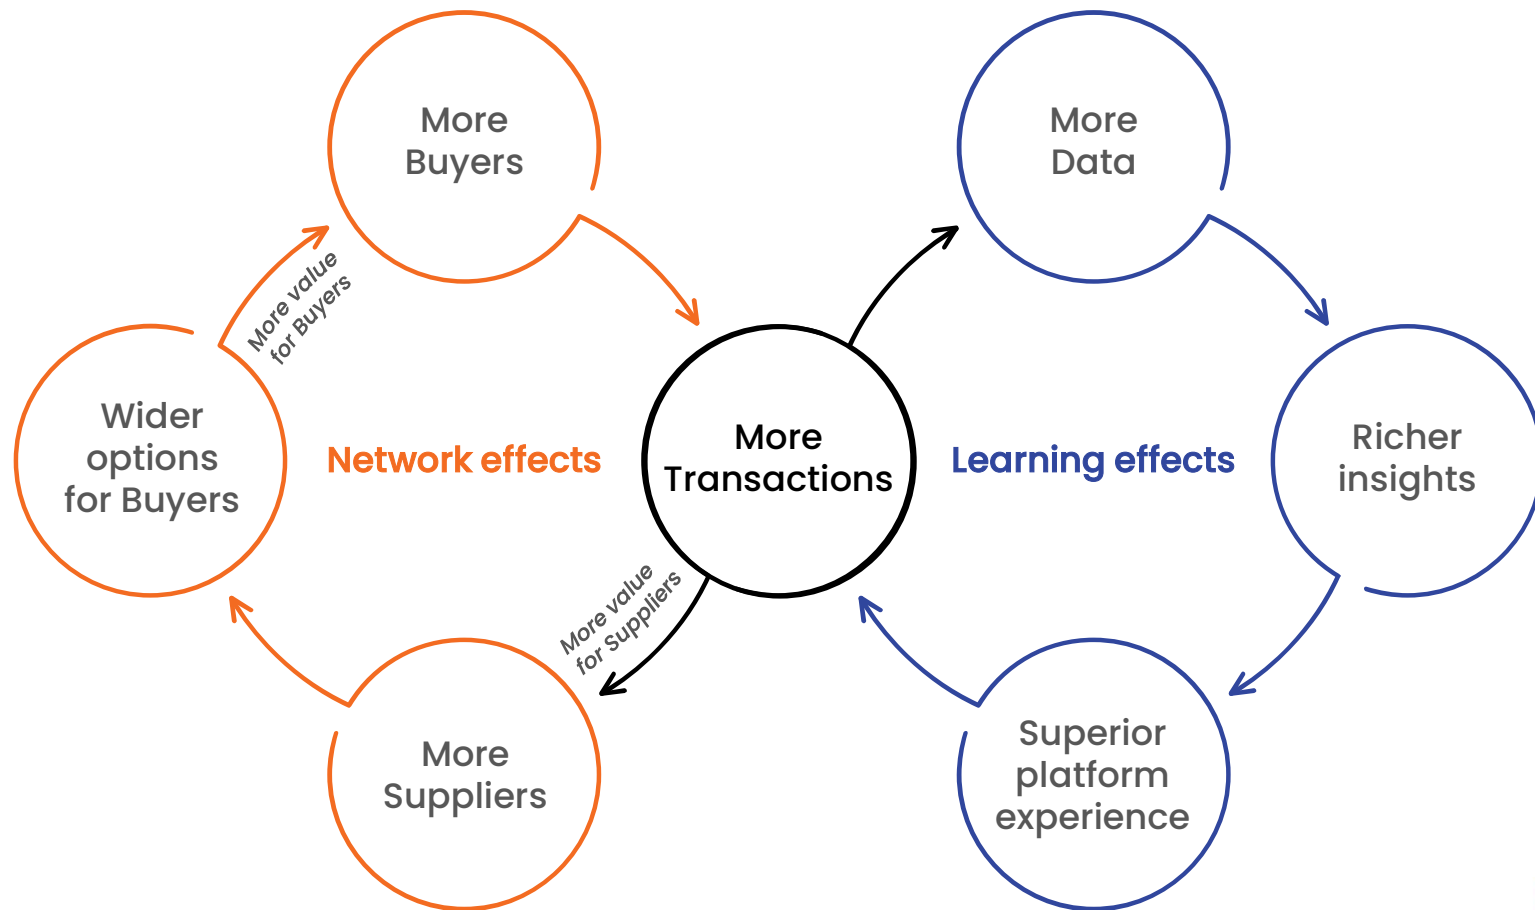 More
Buyers
More
Data
More value
for Buyers
Wider
options
for Buyers
Network effects
More
Transactions
Learning effects
Richer
insights
More value
for Suppliers
More
Suppliers
Superior
platform
experience